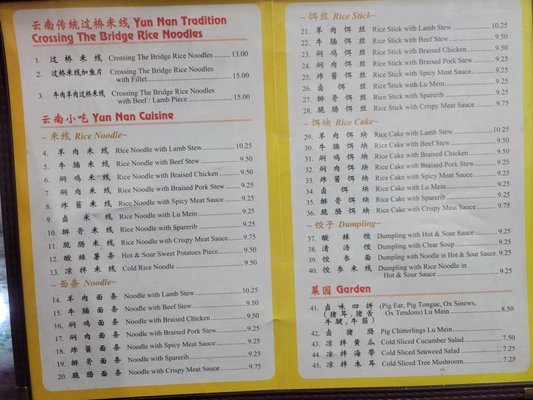 云南传统过桥米线 Yun Nan Tradition
Crossing The Bridge Rice Noodles
1. 过桥米线 Crossing The Bridge Rice Noodles 13.00
2. 过桥米线加鱼片 Crossing The Bridge Rice Noodles
with Fillet 15.00
3. 牛肉羊肉过桥米线 Crossing The Bridge Rice Noodles
with Beef / Lamb Piece 15.00
云南小吃 Yun Nan Cuisine
~米线 Rice Noodle~
4. 羊肉米线 Rice Noodle with Lamb Stew 10.25
5. 牛腩米线 Rice Noodle with Beef Stew 9.50
6. 焖鸡米线 Rice Noodle with Braised Chicken 9.50
7. 焖肉米线 Rice Noodle with Braised Pork Stew 9.25
8. 炸酱米线 Rice Noodle with Spicy Meat Sauce 9.25
9. 卤米线 Rice Noodle with Lu Mein 9.25
10. 排骨米线 Rice Noodle with Sparerib 9.25
11. 脆肠米线 Rice Noodle with Crispy Meat Sauce 9.75
12. 酸辣薯条 Hot & Sour Sweet Potatoes Piece 9.50
13. 凉拌米线 Cold Rice Noodle 9.50
~面条 Noodle~
14. 羊肉面条 Noodle with Lamb Stew 10.25
15. 牛腩面条 Noodle with Beef Stew 9.50
16. 焖鸡面条 Noodle with Braised Chicken 9.50
17. 焖肉面条 Noodle with Braised Pork Stew 9.25
18. 炸酱面条 Noodle with Spicy Meat Sauce 9.25
19. 排骨面条 Noodle with Sparerib 9.25
20. 脆肠面条 Noodle with Crispy Meat Sauce 9.75
~饵丝 Rice Stick~
21. 羊肉饵丝 Rice Stick with Lamb Stew 10.25
22. 牛腩饵丝 Rice Stick with Beef Stew 9.50
23. 焖鸡饵丝 Rice Stick with Braised Chicken 9.50
24. 焖肉饵丝 Rice Stick with Braised Pork Stew 9.25
25. 炸酱饵丝 Rice Stick with Spicy Meat Sauce 9.25
26. 卤饵丝 Rice Stick with Lu Mein 9.25
27. 排骨饵丝 Rice Stick with Sparerib 9.25
28. 脆肠饵丝 Rice Stick with Crispy Meat Sauce 9.75
~饵块 Rice Cake~
29. 羊肉饵块 Rice Cake with Lamb Stew 10.25
30. 牛腩饵块 Rice Cake with Beef Stew 9.50
31. 焖鸡饵块 Rice Cake with Braised Chicken 9.50
32. 焖肉饵块 Rice Cake with Braised Pork Stew 9.25
33. 炸酱饵块 Rice Cake with Spicy Meat Sauce 9.25
34. 卤饵块 Rice Cake with Lu Mein 9.25
35. 排骨饵块 Rice Cake with Sparerib 9.25
36. 脆肠饵块 Rice Cake with Crispy Meat Sauce 9.75
~饺子 Dumpling~
37. 酸辣饺 Dumpling with Hot & Sour Sauce 9.25
38. 清汤饺 Dumpling with Clear Soup 9.25
39. 饺参面 Dumpling with Noodle in Hot & Sour Sauce 9.25
40. 饺参米线 Dumpling with Rice Noodle in
Hot & Sour Sauce 9.25
菜园 Garden
41. 卤味四拼 (Pig Ear, Pig Tongue, Ox Sinews,
(猪耳,猪舌 Ox Tendons) Lu Mein 8.50
牛腱,牛筋)
42. 卤猪肠 Pig Chitterlings Lu Mein
43. 凉拌黄瓜 Cold Sliced Cucumber Salad 7.50
44. 凉拌海带 Cold Sliced Seaweed Salad 7.25
45. 凉拌木耳 Cold Sliced Tree Mushroom 7.25